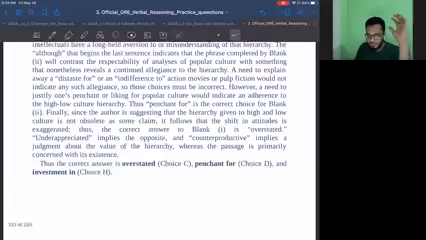 3. Official_GRE_Verbal_Reasoning_Practice_questions
intellectuals have a long-held aversion to or misunderstanding of that hierarchy. The
"although" that begins the last sentence indicates that the phrase completed by Blank
(ii) will contrast the respectability of analyses of popular culture with something
that nonetheless reveals a continued allegiance to the hierarchy. A need to explain
away a "distaste for" or an "indifference to" action movies or pulp fiction would not
indicate any such allegiance, so those choices must be incorrect. However, a need to
justify one's penchant or liking for popular culture would indicate an adherence to
the high-low culture hierarchy. Thus "penchant for" is the correct choice for Blank
(ii). Finally, since the author is suggesting that the hierarchy given to high and low
culture is not obsolete as some claim, it follows that the shift in attitudes is
exaggerated; thus, the correct answer to Blank (i) is "overstated."
"Underappreciated" implies the opposite, and "counterproductive" implies a
judgment about the value of the hierarchy, whereas the passage is primarily
concerned with its existence.
Thus the correct answer is overstated (Choice C), penchant for (Choice D), and
investment in (Choice H).